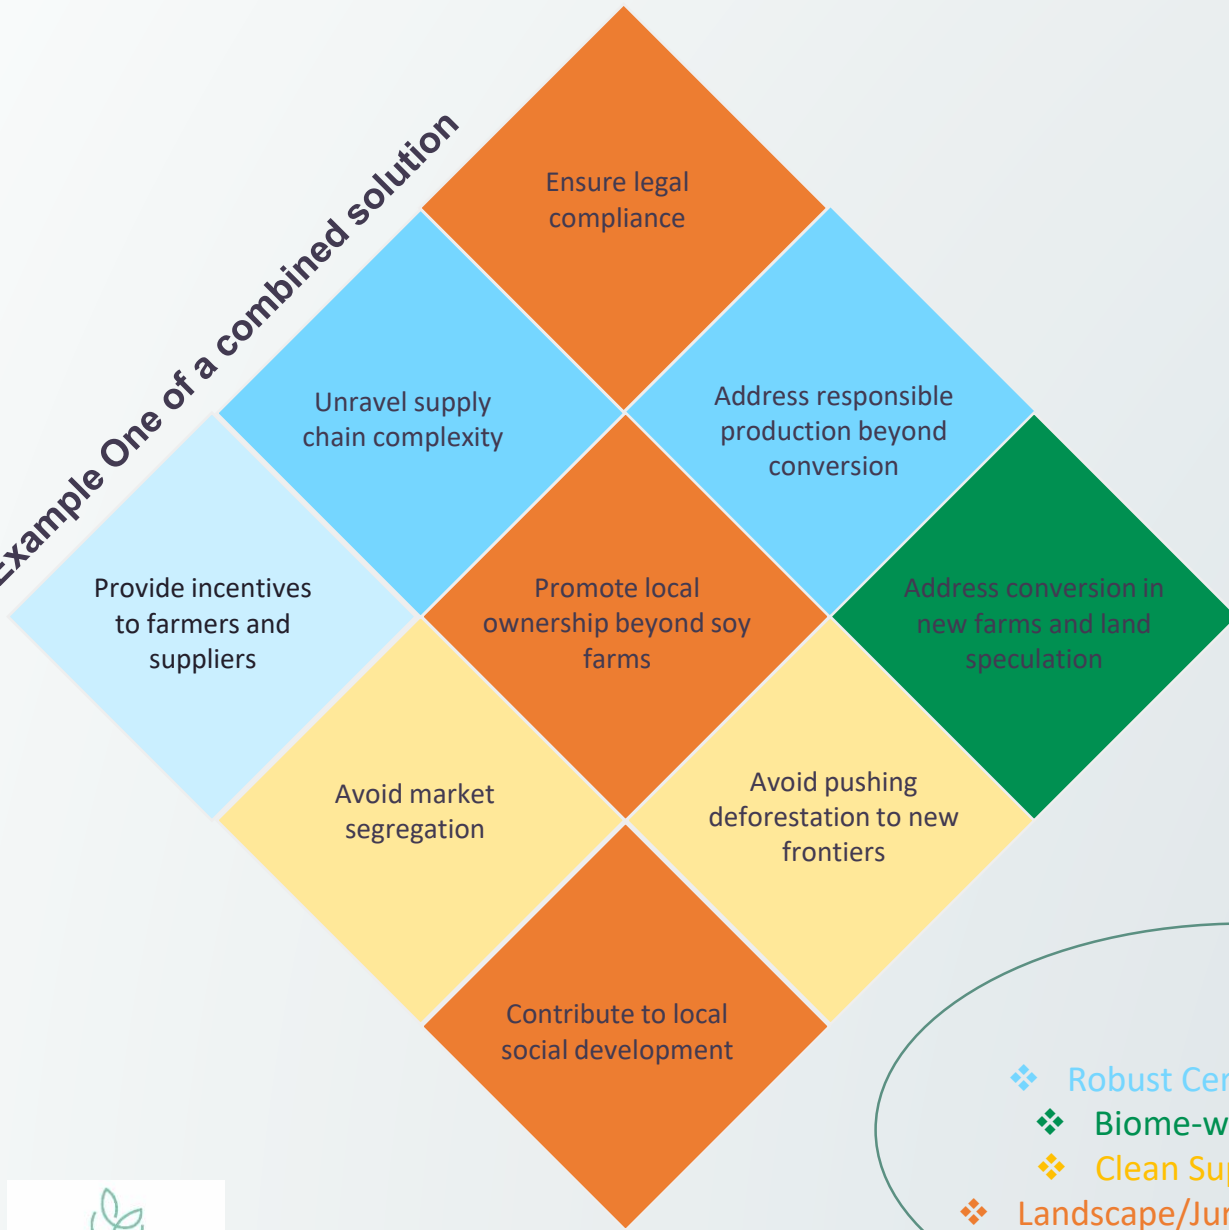 Example One of a combined solution
Ensure legal
compliance
Unravel supply
chain complexity
Address responsible
production beyond
conversion
Provide incentives
to farmers and
suppliers
Promote local
ownership beyond soy
farms
Address conversion in
new farms and land
speculation
Avoid market
segregation
Avoid pushing
deforestation to new
frontiers
Contribute to local
social development
❖ Robust Cer
❖ Biome-w
❖ Clean Sup
❖ Landscape/Jur